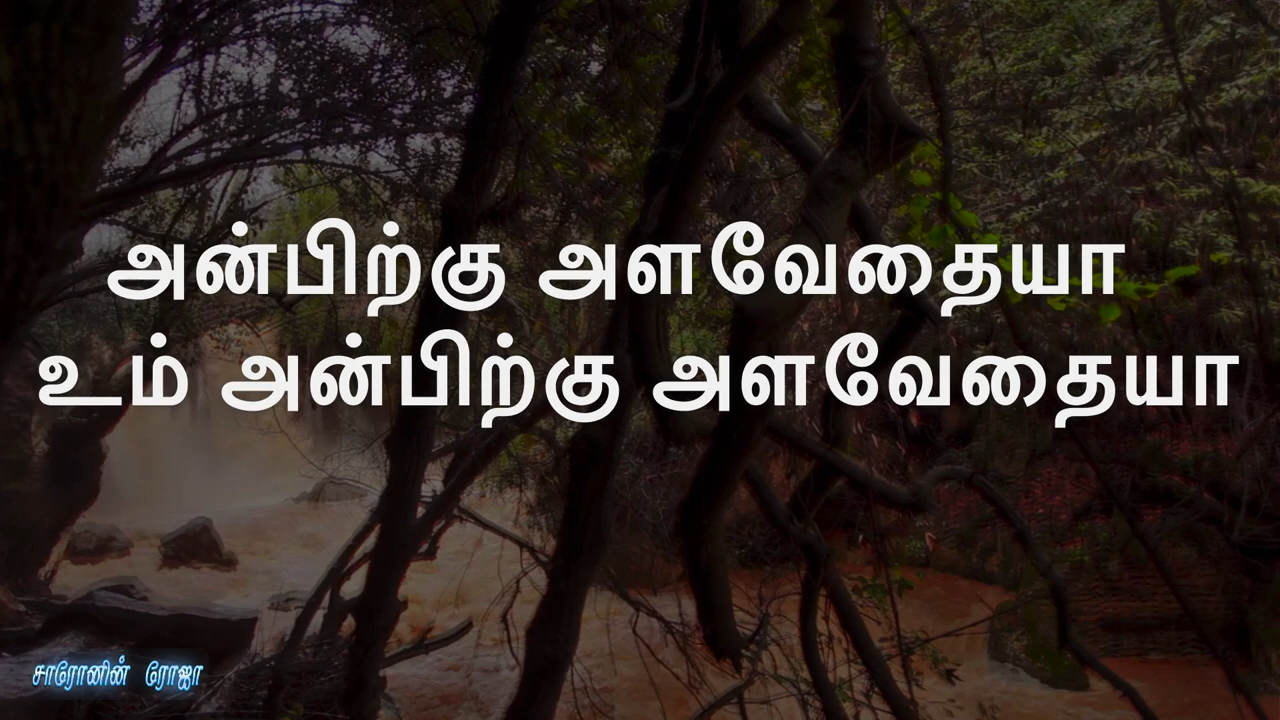 அன்பிற்கு அளவேதையா
உம் அன்பிற்கு அளவேதையா
சாரோனின் ரோஜா